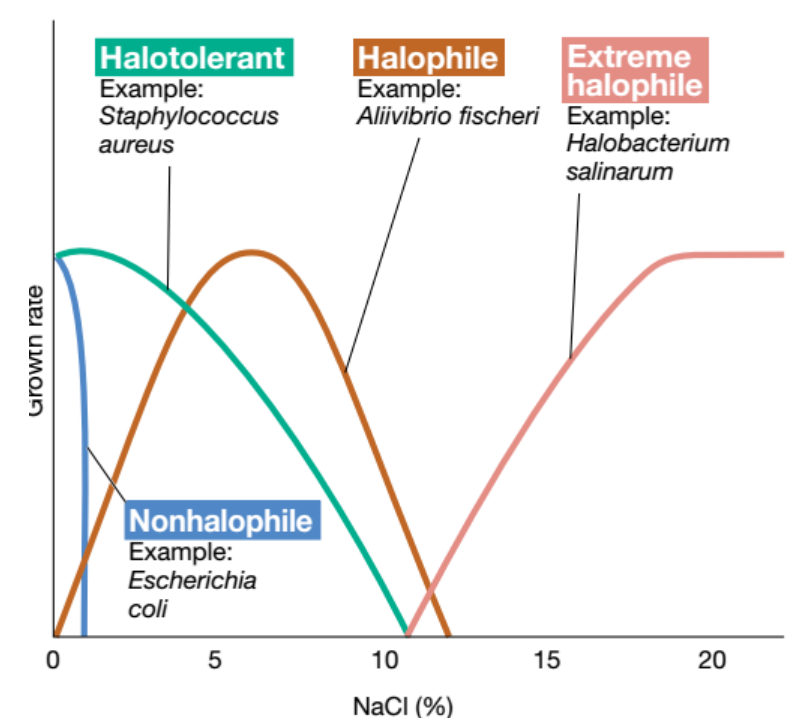 Halotolerant
Example:
Staphylococcus
aureus
Halophile
Example:
Aliivibrio fischeri
Extreme
halophile
Example:
Halobacterium
salinarum
Growth rate
Nonhalophile
Example:
Escherichia
coli
0 5 10 15 20
NaCl (%)